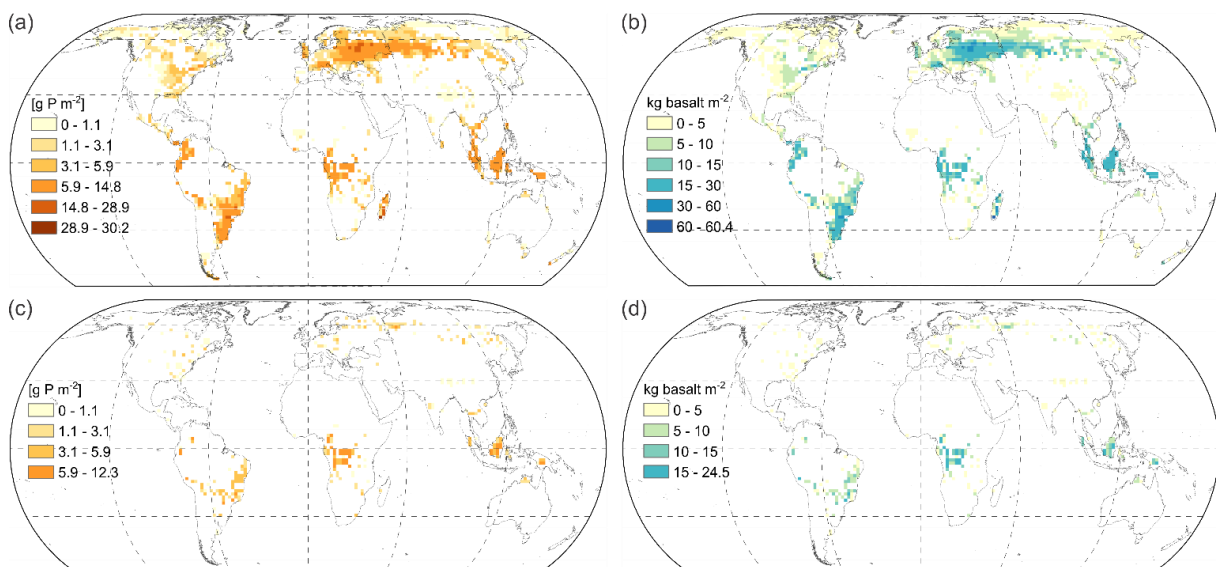 (a)
[g P m⁻²]
0 - 1.1
1.1 - 3.1
3.1 - 5.9
5.9 - 14.8
14.8 - 28.9
28.9 - 30.2
(b)
kg basalt m⁻²
0 - 5
5 - 10
10 - 15
15 - 30
30 - 60
60 - 60.4
(c)
[g P m⁻²]
0 - 1.1
1.1 - 3.1
3.1 - 5.9
5.9 - 12.3
(d)
kg basalt m⁻²
0 - 5
5 - 10
10 - 15
15 - 24.5